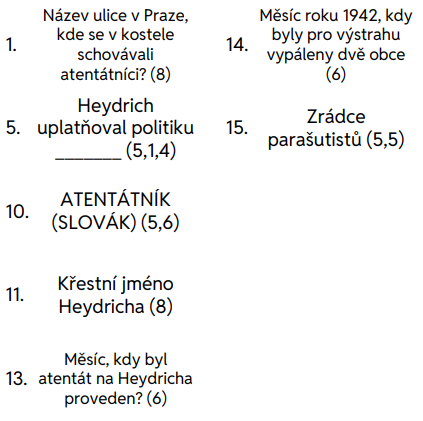 1.
Název ulice v Praze,
kde se v kostele
schovávali
atentátníci? (8)
5.
Heydrich
uplatňoval politiku
_______ (5,1,4)
10.
ATENTÁTNÍK
(SLOVÁK) (5,6)
11.
Křestní jméno
Heydricha (8)
13.
Měsíc, kdy byl
atentát na Heydricha
proveden? (6)
14.
Měsíc roku 1942, kdy
byly pro výstrahu
vypáleny dvě obce
(6)
15.
Zrádce
parašutistů (5,5)